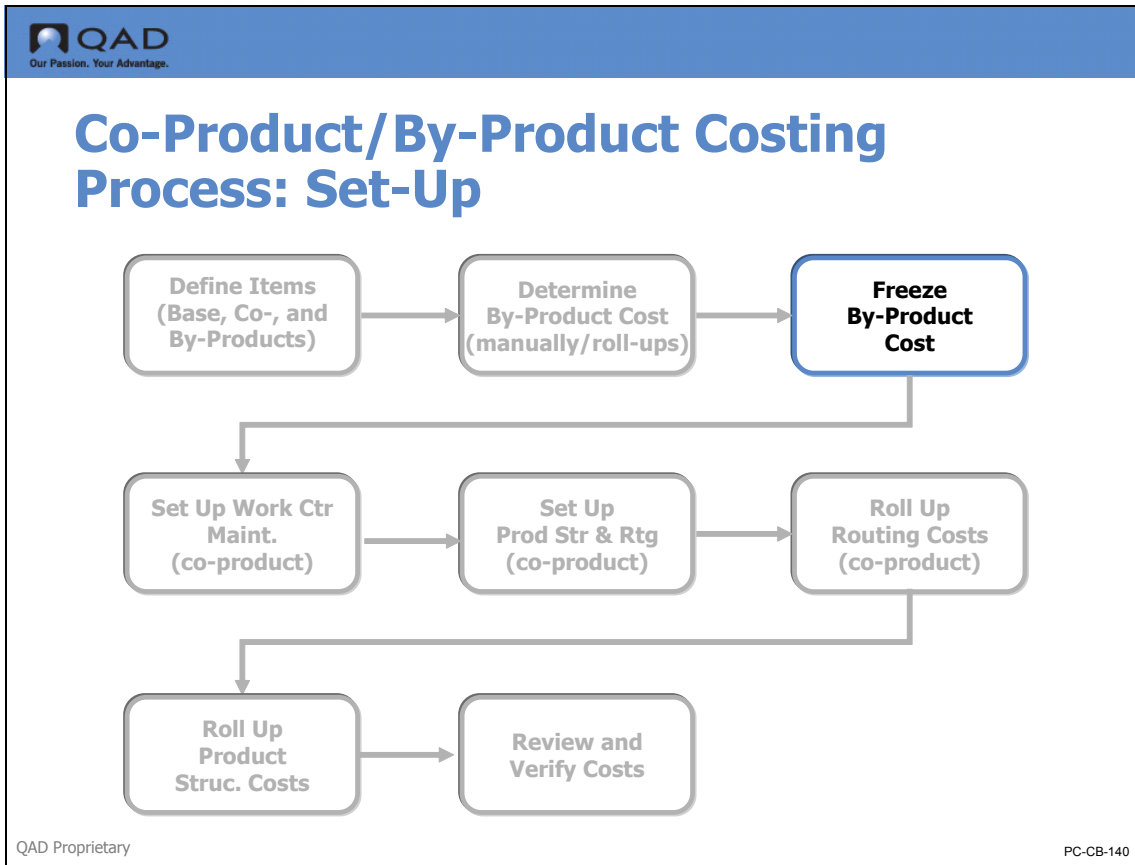 QAD
Our Passion. Your Advantage.
Co-Product/By-Product Costing
Process: Set-Up
Define Items
(Base, Co-, and
By-Products)
Determine
By-Product Cost
(manually/roll-ups)
Freeze
By-Product
Cost
Set Up Work Ctr
Maint.
(co-product)
Set Up
Prod Str & Rtg
(co-product)
Roll Up
Routing Costs
(co-product)
Roll Up
Product
Struc. Costs
Review and
Verify Costs
QAD Proprietary
PC-CB-140